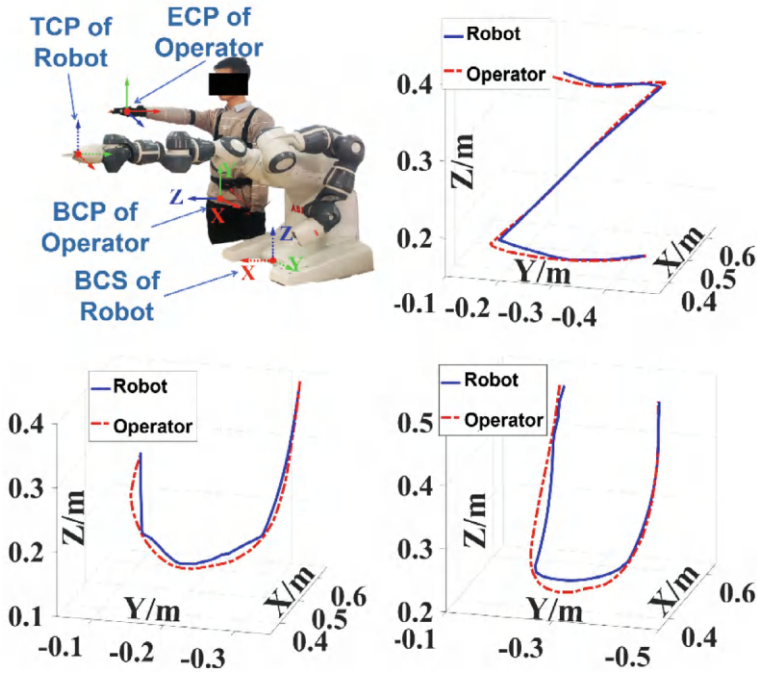 TCP of
Robot
ECP of
Operator
BCP of
Operator
BCS of
Robot
Z
Y
X
Z
X
Y
Robot
Operator
0.4
0.3
0.2
Z/m
Y/m
X/m
-0.1
-0.2
-0.3
-0.4
0.4
0.5
0.6
Robot
Operator
0.4
0.3
0.2
0.1
Z/m
Y/m
X/m
-0.1
-0.2
-0.3
0.4
0.5
0.6
Robot
Operator
0.5
0.4
0.3
0.2
Z/m
Y/m
X/m
-0.1
-0.3
-0.5
0.4
0.6